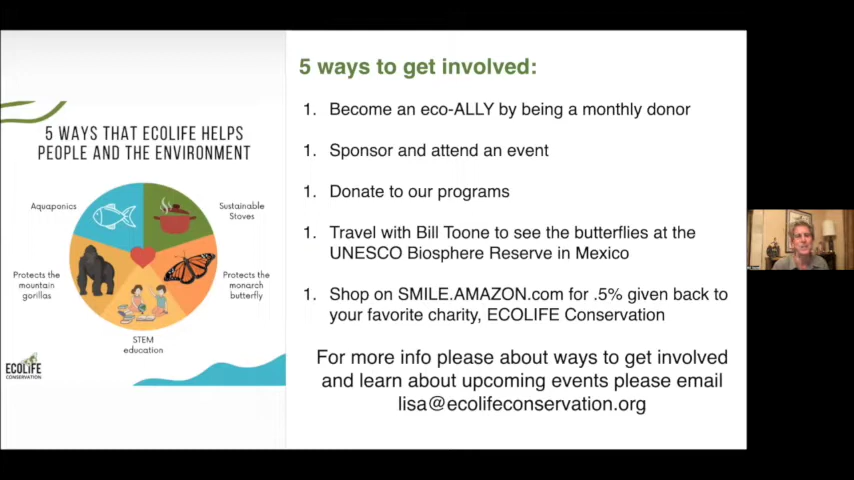 5 WAYS THAT ECOLIFE HELPS
PEOPLE AND THE ENVIRONMENT
Aquaponics
Sustainable
Stoves
Protects the
mountain
gorillas
Protects the
monarch
butterfly
STEM
education
ECOLIFE
CONSERVATION
5 ways to get involved:
1. Become an eco-ALLY by being a monthly donor
1. Sponsor and attend an event
1. Donate to our programs
1. Travel with Bill Toone to see the butterflies at the
UNESCO Biosphere Reserve in Mexico
1. Shop on SMILE.AMAZON.com for .5% given back to
your favorite charity, ECOLIFE Conservation
For more info please about ways to get involved
and learn about upcoming events please email
lisa@ecolifeconservation.org